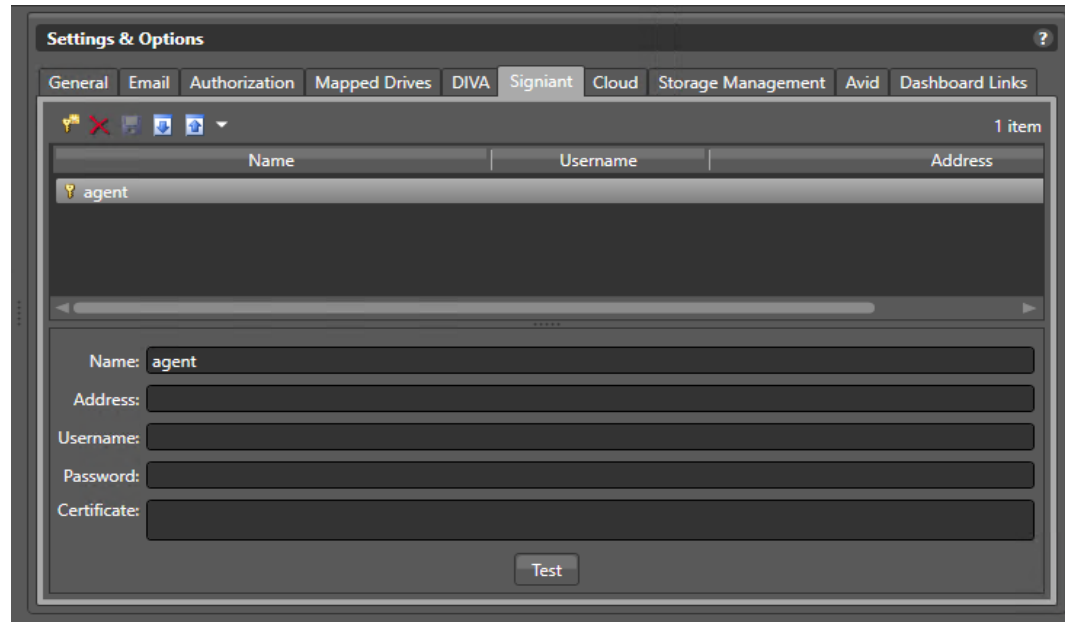 Settings & Options ?
General Email Authorization Mapped Drives DIVA Signiant Cloud Storage Management Avid Dashboard Links
1 item
Name Username Address
agent
Name: agent
Address:
Username:
Password:
Certificate:
Test